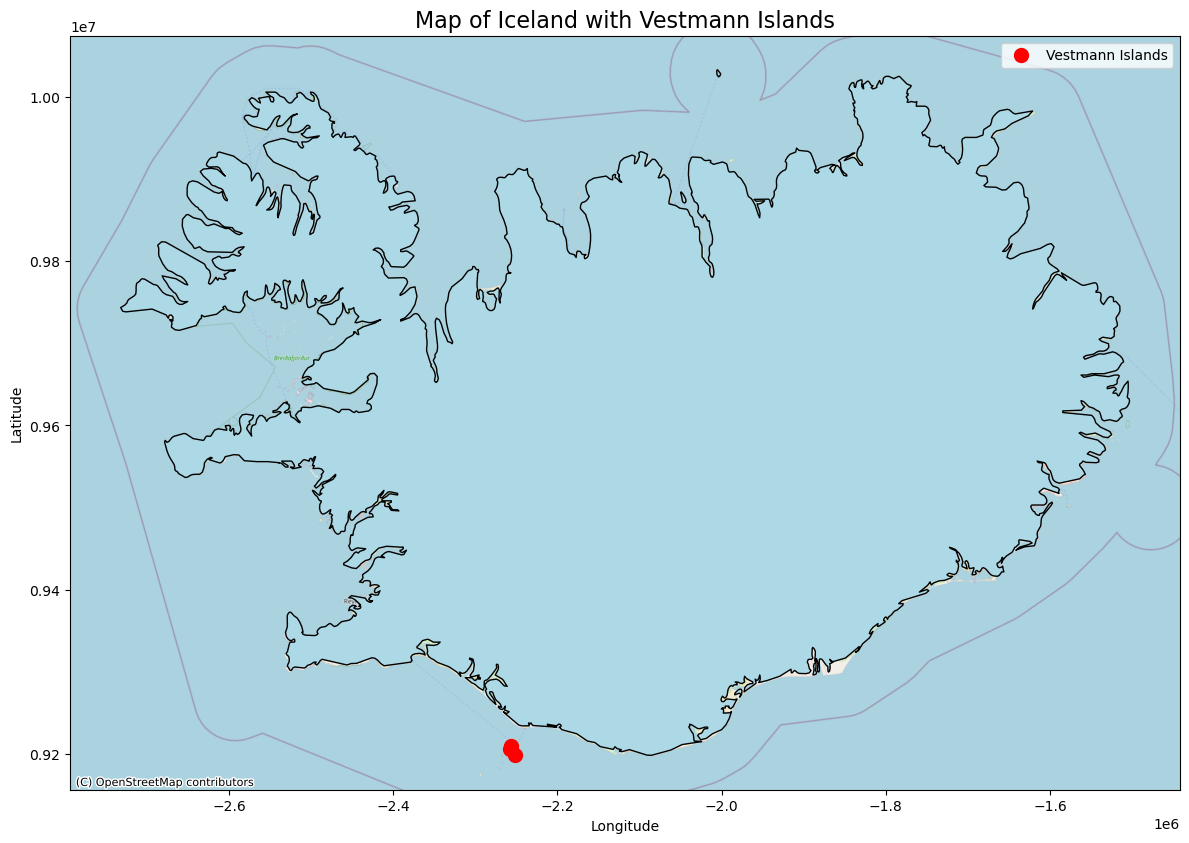 Map of Iceland with Vestmann Islands
1e7
Vestmann Islands
1.00
0.98
0.96
0.94
0.92
Latitude
Breiðafjörður
(C) OpenStreetMap contributors
−2.6
−2.4
−2.2
−2.0
−1.8
−1.6
1e6
Longitude